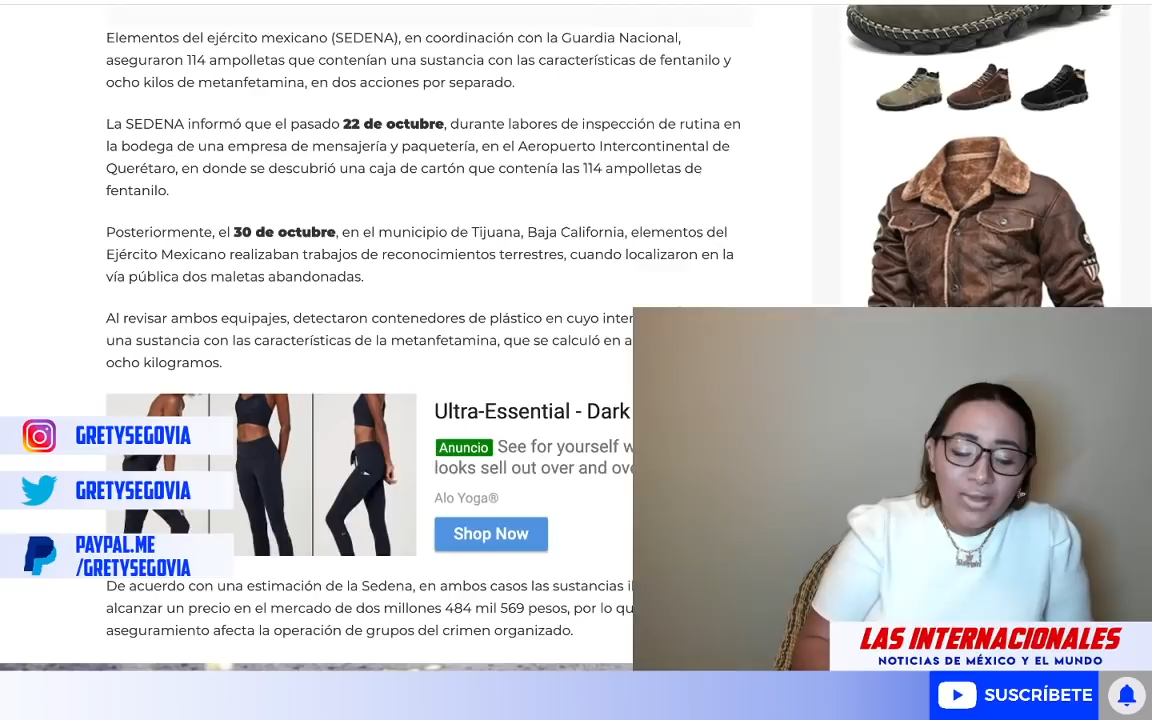 Elementos del ejército mexicano (SEDENA), en coordinación con la Guardia Nacional,
aseguraron 114 ampolletas que contenían una sustancia con las características de fentanilo y
ocho kilos de metanfetamina, en dos acciones por separado.
La SEDENA informó que el pasado 22 de octubre, durante labores de inspección de rutina en
la bodega de una empresa de mensajería y paquetería, en el Aeropuerto Intercontinental de
Querétaro, en donde se descubrió una caja de cartón que contenía las 114 ampolletas de
fentanilo.
Posteriormente, el 30 de octubre, en el municipio de Tijuana, Baja California, elementos del
Ejército Mexicano realizaban trabajos de reconocimientos terrestres, cuando localizaron en la
vía pública dos maletas abandonadas.
Al revisar ambos equipajes, detectaron contenedores de plástico en cuyo
una sustancia con las características de la metanfetamina, que se calculó en
ocho kilogramos.
Ultra-Essential - Dark
Anuncio See for yourself
looks sell out over and
Alo Yoga®
Shop Now
GRETYSEGOVIA
GRETYSEGOVIA
PAYPAL.ME
/GRETYSEGOVIA
De acuerdo con una estimación de la Sedena, en ambos casos las sustancias
alcanzar un precio en el mercado de dos millones 484 mil 569 pesos, por lo
aseguramiento afecta la operación de grupos del crimen organizado.
LAS INTERNACIONALES
NOTICIAS DE MÉXICO Y EL MUNDO
SUSCRÍBETE